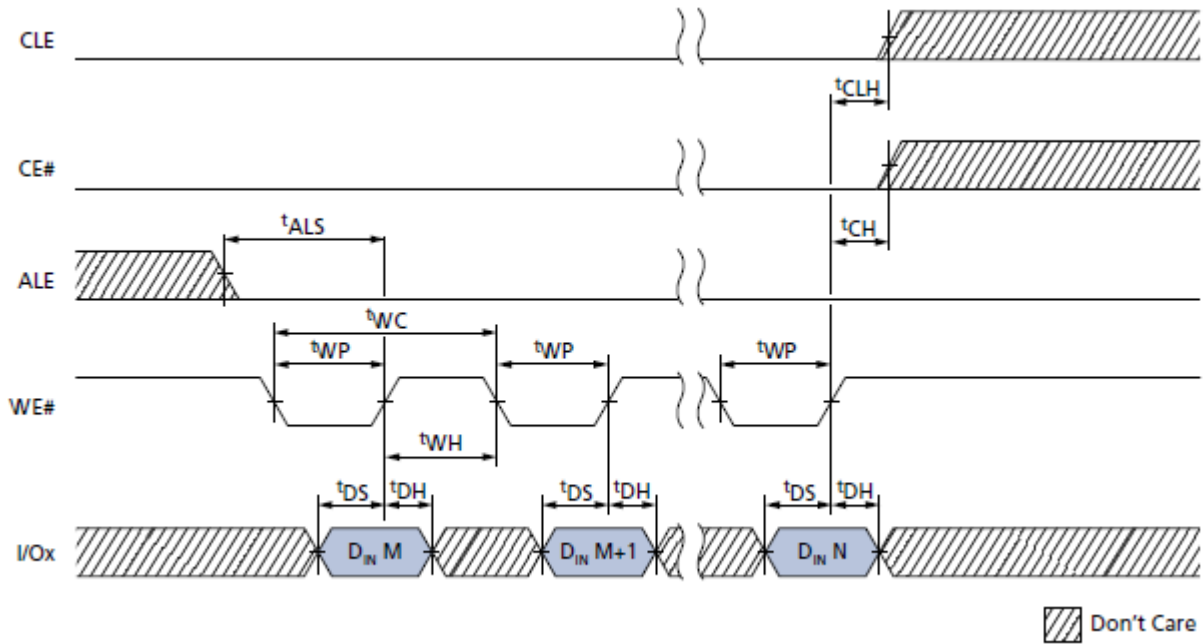 CLE
tCLH
CE#
tALS
tCH
ALE
tWC
tWP tWP tWP
WE#
tWH
tDS tDH tDS tDH tDS tDH
I/Ox DIN M DIN M+1 DIN N
Don't Care